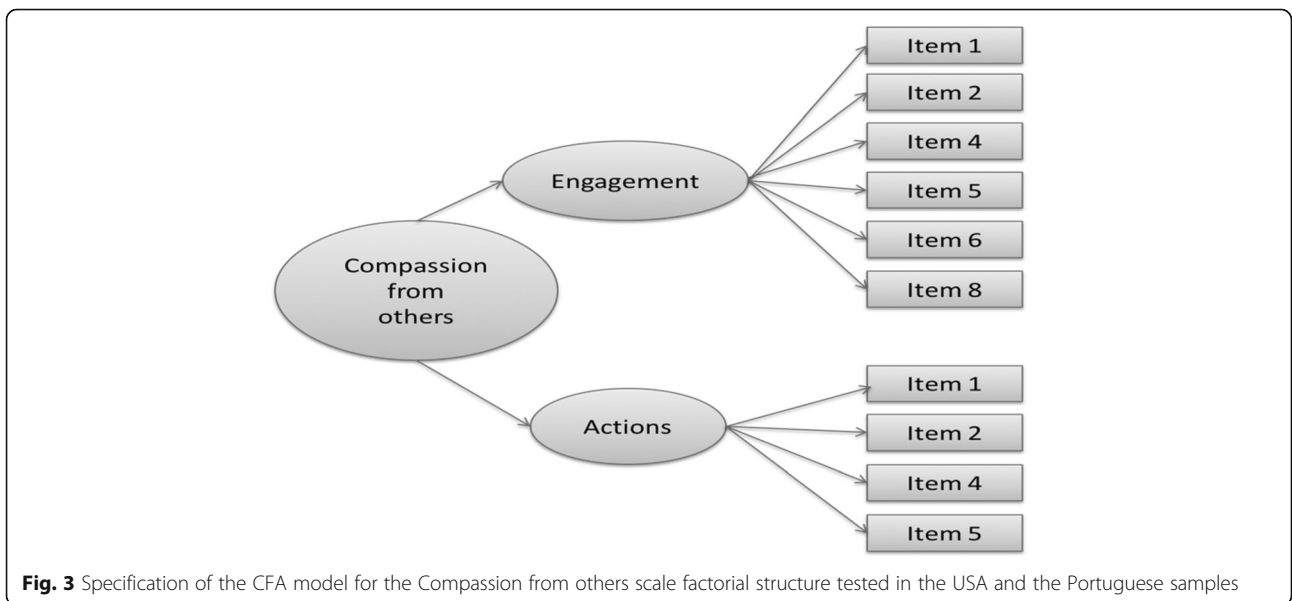 Item 1
Item 2
Item 4
Engagement
Item 5
Item 6
Item 8
Compassion
from
others
Item 1
Item 2
Actions
Item 4
Item 5
Fig. 3 Specification of the CFA model for the Compassion from others scale factorial structure tested in the USA and the Portuguese samples